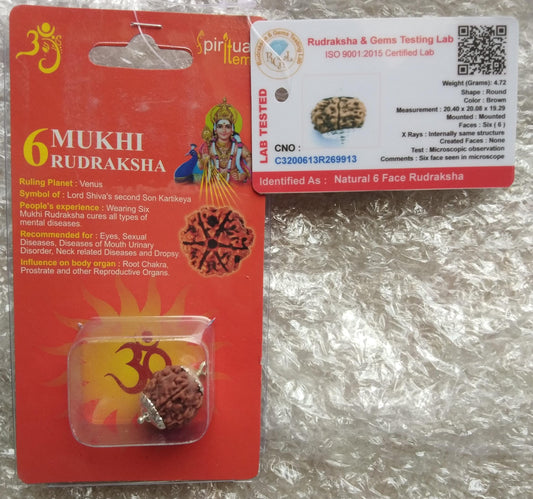 ॐ
Spiritual
6 MUKHI
RUDRAKSHA
Ruling Planet : Venus
Symbol of : Lord Shiva's second Son Kartikeya
People's experience : Wearing Six
Mukhi Rudraksha cures all types of
mental diseases.
Recommended for : Eyes, Sexual
Diseases, Diseases of Mouth Urinary
Disorder, Neck related Diseases and Dropsy.
Influence on body organ : Root Chakra,
Prostrate and other Reproductive Organs.
ॐ
Rudraksha & Gems Testing Lab
ISO 9001:2015 Certified Lab
LAB TESTED
Weight (Grams): 4.72
Shape : Round
Color : Brown
Measurement : 20.40 x 20.08 x 19.29
Mounted : Mounted
Faces : Six ( 6 )
X Rays : Internally same structure
Created Faces : None
Test : Microscopic observation
Comments : Six face seen in microscope
CNO :
C3200613R269913
Identified As : Natural 6 Face Rudraksha